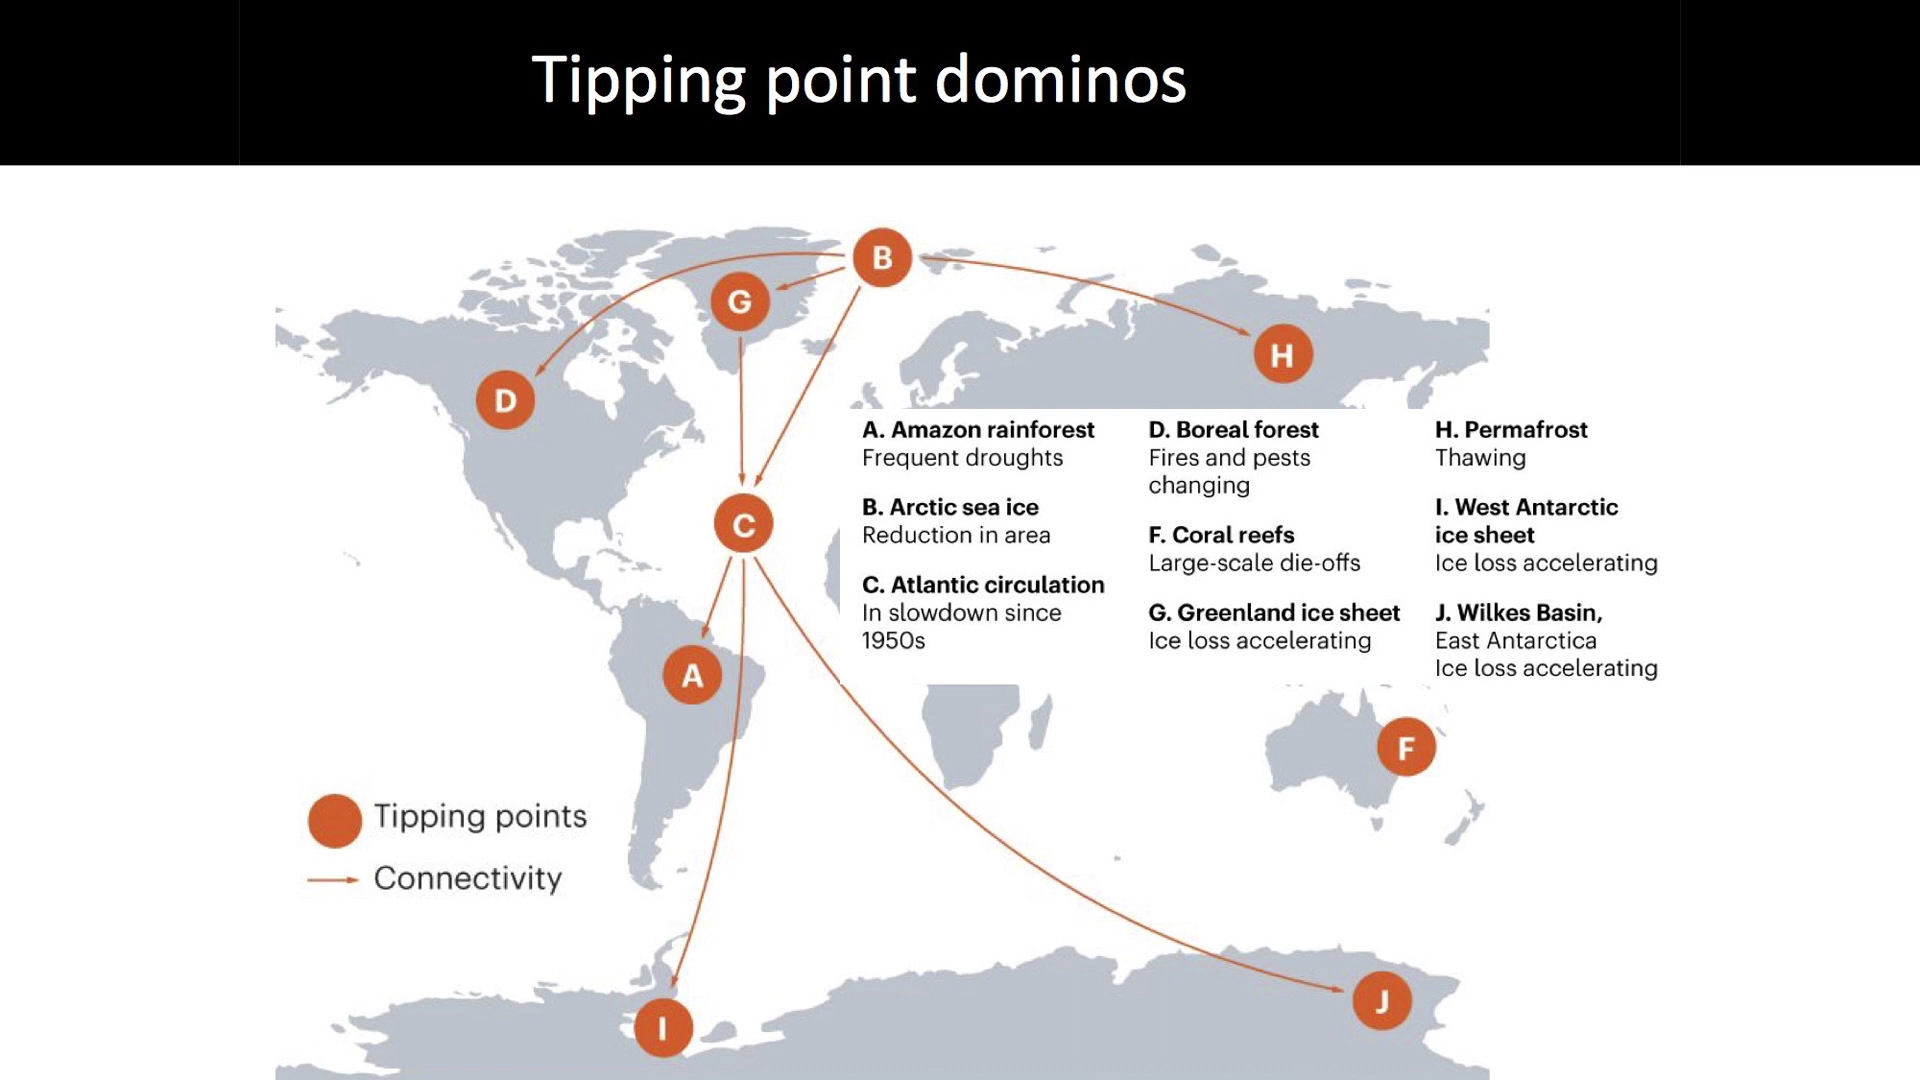 Tipping point dominos
B
G
H
D
A. Amazon rainforest
Frequent droughts
B. Arctic sea ice
Reduction in area
C. Atlantic circulation
In slowdown since
1950s
D. Boreal forest
Fires and pests
changing
F. Coral reefs
Large-scale die-offs
G. Greenland ice sheet
Ice loss accelerating
H. Permafrost
Thawing
I. West Antarctic
ice sheet
Ice loss accelerating
J. Wilkes Basin,
East Antarctica
Ice loss accelerating
C
A
F
Tipping points
Connectivity
I
J